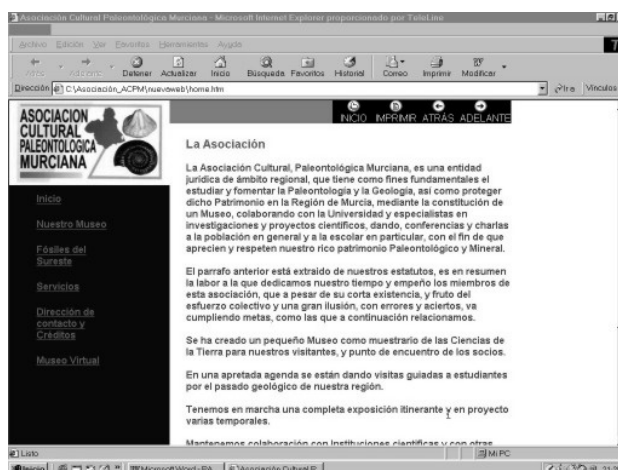 Asociación Cultural Paleontológica Murciana - Microsoft Internet Explorer proporcionado por TeleLine
Archivo Edición Ver Favoritos Herramientas Ayuda
Atrás Adelante Detener Actualizar Inicio Búsqueda Favoritos Historial Correo Imprimir Modificar
Dirección C:\Asociación_ACPM\nuevaweb\home.htm Ir a Vínculos
INICIO IMPRIMIR ATRÁS ADELANTE
ASOCIACION
CULTURAL
PALEONTOLOGICA
MURCIANA
Inicio
Nuestro Museo
Fósiles del
Sureste
Servicios
Dirección de
contacto y
Créditos
Museo Virtual
La Asociación
La Asociación Cultural, Paleontológica Murciana, es una entidad
jurídica de ámbito regional, que tiene como fines fundamentales el
estudiar y fomentar la Paleontología y la Geología, así como proteger
dicho Patrimonio en la Región de Murcia, mediante la constitución de
un Museo, colaborando con la Universidad y especialistas en
investigaciones y proyectos científicos, dando, conferencias y charlas
a la población en general y a la escolar en particular, con el fin de que
aprecien y respeten nuestro rico patrimonio Paleontológico y Mineral.
El parrafo anterior está extraido de nuestros estatutos, es en resumen
la labor a la que dedicamos nuestro tiempo y empeño los miembros de
esta asociación, que a pesar de su corta existencia, y fruto del
esfuerzo colectivo y una gran ilusión, con errores y aciertos, va
cumpliendo metas, como las que a continuación relacionamos.
Se ha creado un pequeño Museo como muestrario de las Ciencias de
la Tierra para nuestros visitantes, y punto de encuentro de los socios.
En una apretada agenda se están dando visitas guiadas a estudiantes
por el pasado geológico de nuestra región.
Tenemos en marcha una completa exposición itinerante y en proyecto
varias temporales.
Mantenemos colaboración con Instituciones científicas y con otras
Listo Mi PC
Inicio Microsoft Word - Asociación Cultural P...